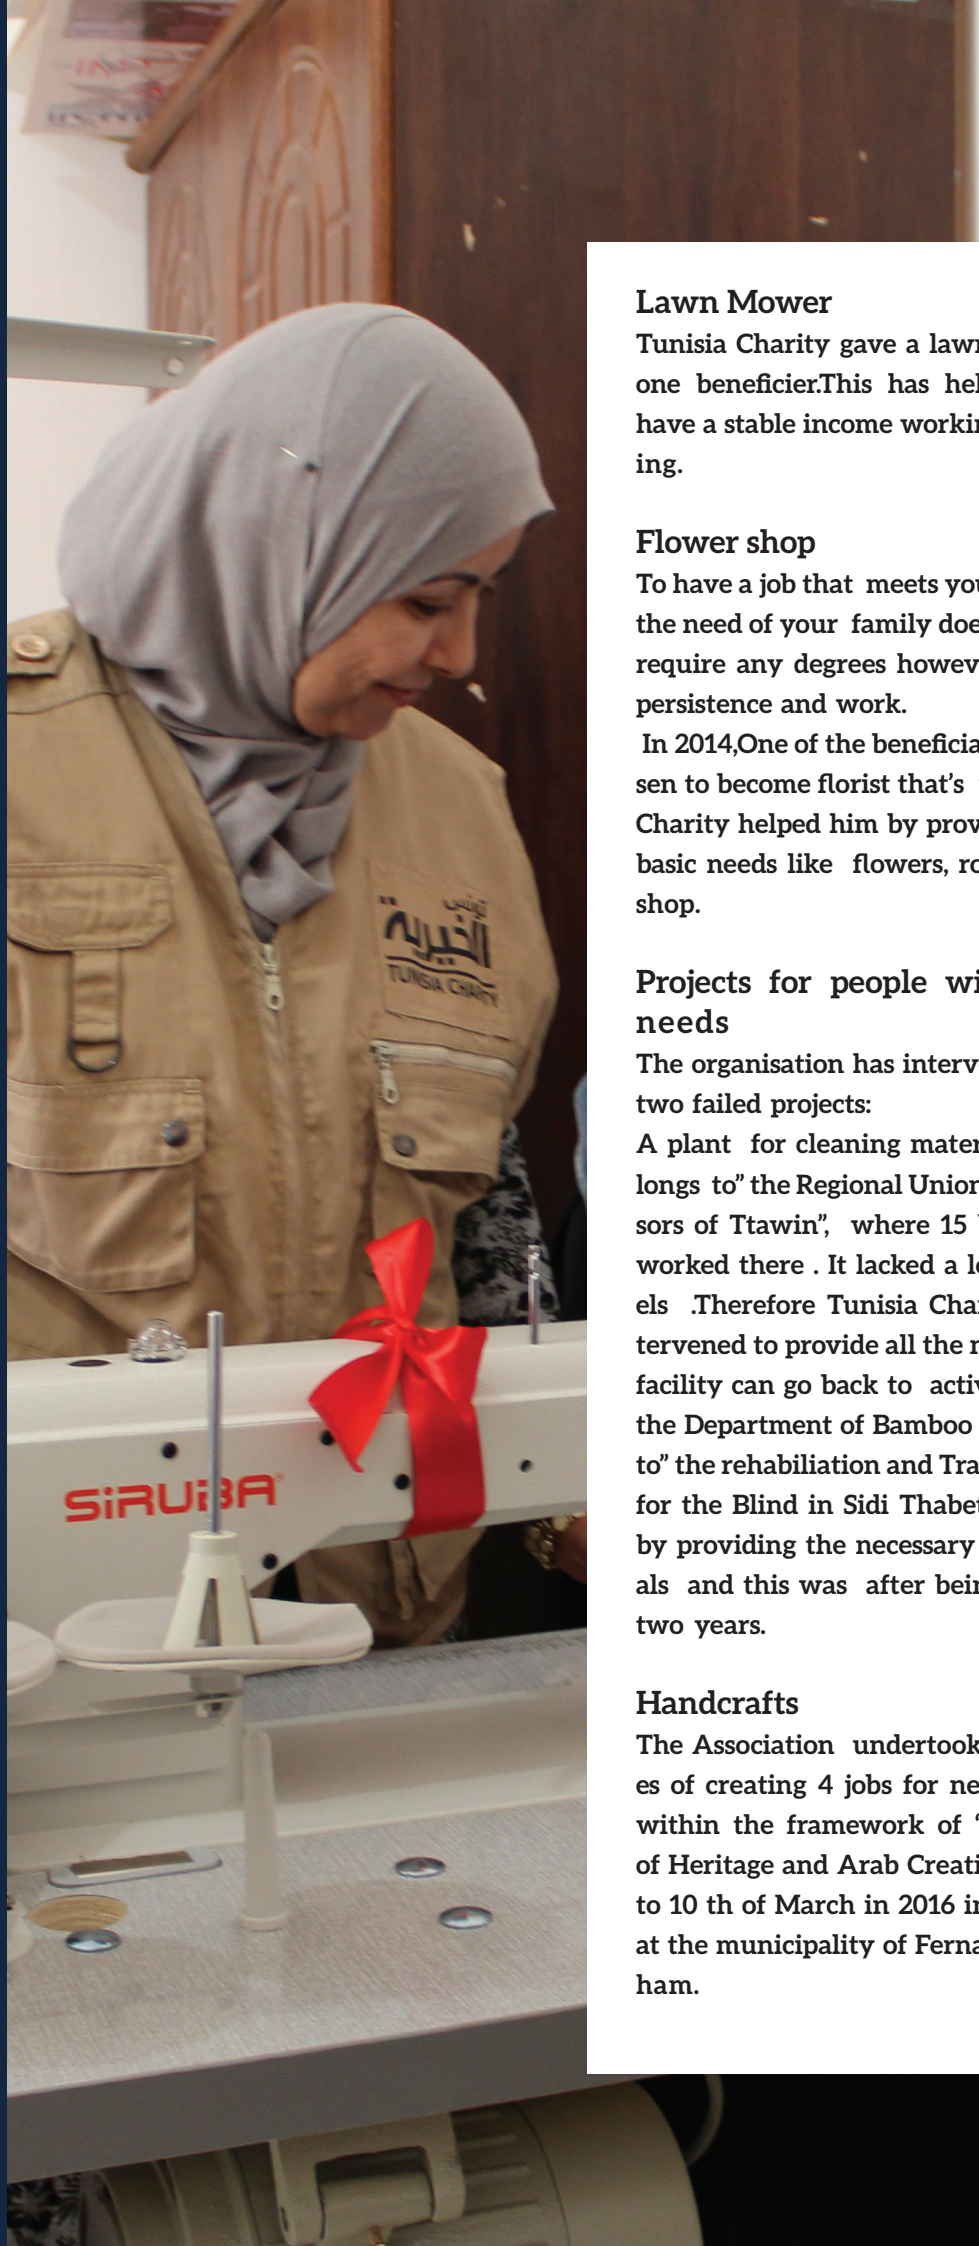 Lawn Mower
Tunisia Charity gave a lawn
one beneficier.This has hel
have a stable income workin
ing.
Flower shop
To have a job that meets you
the need of your family doe
require any degrees howev
persistence and work.
In 2014,One of the beneficia
sen to become florist that's
Charity helped him by prov
basic needs like flowers, ro
shop.
Projects for people wi
needs
The organisation has interv
two failed projects:
A plant for cleaning mater
longs to” the Regional Union
sors of Ttawin”, where 15
worked there . It lacked a l
els .Therefore Tunisia Char
tervened to provide all the n
facility can go back to activ
the Department of Bamboo
to” the rehabiliation and Tra
for the Blind in Sidi Thabet
by providing the necessary
als and this was after bein
two years.
Handcrafts
The Association undertook
es of creating 4 jobs for ne
within the framework of “
of Heritage and Arab Creati
to 10 th of March in 2016 in
at the municipality of Ferna
ham.
تونس
الخيرية
TUNISIA CHARITY
SiRUBA